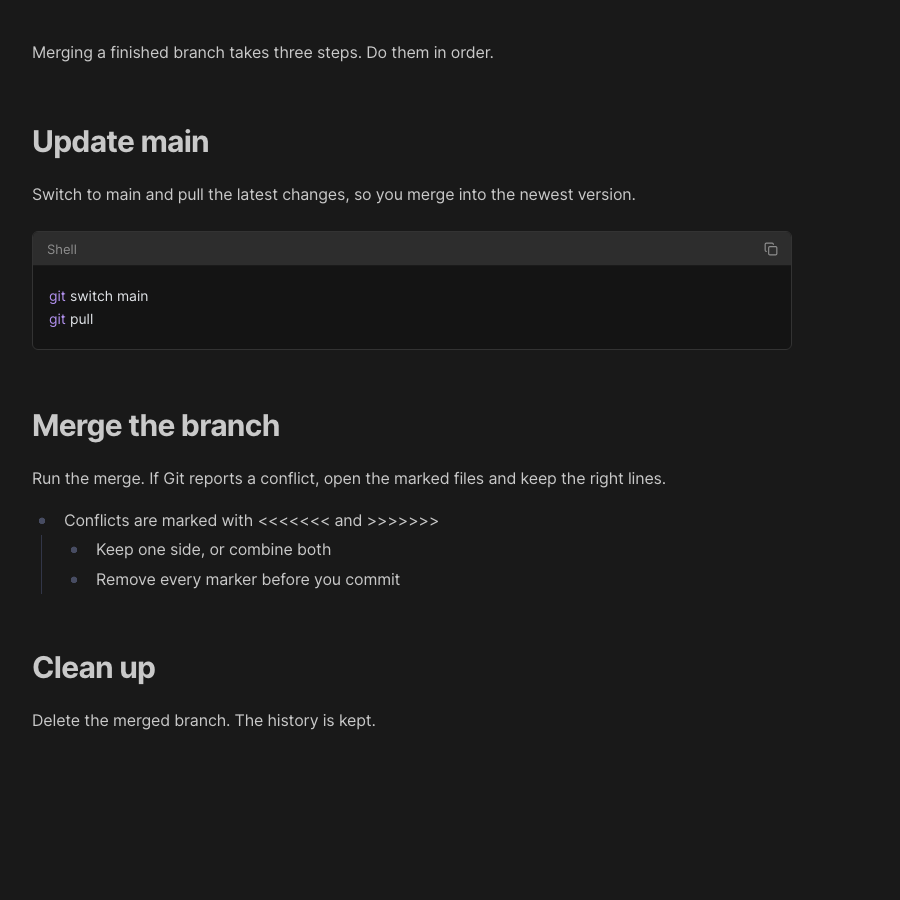 Merging a finished branch takes three steps. Do them in order.
Update main
Switch to main and pull the latest changes, so you merge into the newest version.
Shell
git switch main
git pull
Merge the branch
Run the merge. If Git reports a conflict, open the marked files and keep the right lines.
Conflicts are marked with <<<<<<< and >>>>>>>
Keep one side, or combine both
Remove every marker before you commit
Clean up
Delete the merged branch. The history is kept.